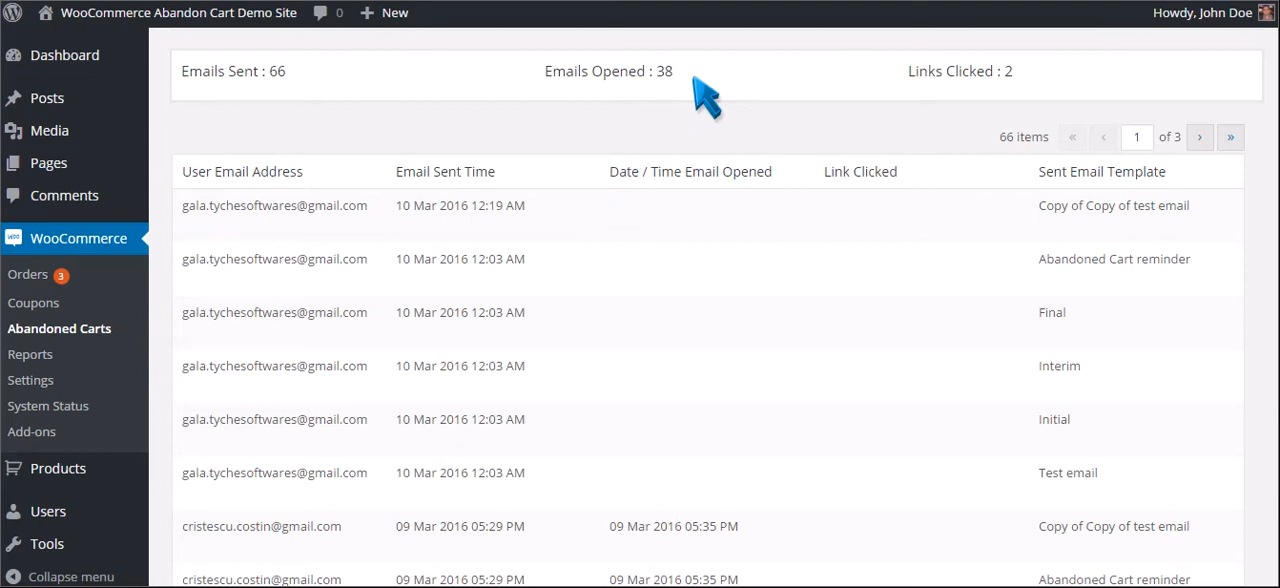 WooCommerce Abandon Cart Demo Site 0 + New Howdy, John Doe
Dashboard
Posts
Media
Pages
Comments
WooCommerce
Orders 3
Coupons
Abandoned Carts
Reports
Settings
System Status
Add-ons
Products
Users
Tools
Collapse menu
Emails Sent : 66 Emails Opened : 38 Links Clicked : 2
66 items « ‹ 1 of 3 › »
User Email Address Email Sent Time Date / Time Email Opened Link Clicked Sent Email Template
gala.tychesoftwares@gmail.com 10 Mar 2016 12:19 AM Copy of Copy of test email
gala.tychesoftwares@gmail.com 10 Mar 2016 12:03 AM Abandoned Cart reminder
gala.tychesoftwares@gmail.com 10 Mar 2016 12:03 AM Final
gala.tychesoftwares@gmail.com 10 Mar 2016 12:03 AM Interim
gala.tychesoftwares@gmail.com 10 Mar 2016 12:03 AM Initial
gala.tychesoftwares@gmail.com 10 Mar 2016 12:03 AM Test email
cristescu.costin@gmail.com 09 Mar 2016 05:29 PM 09 Mar 2016 05:35 PM Copy of Copy of test email
cristescu.costin@gmail.com 09 Mar 2016 05:29 PM 09 Mar 2016 05:35 PM Abandoned Cart reminder